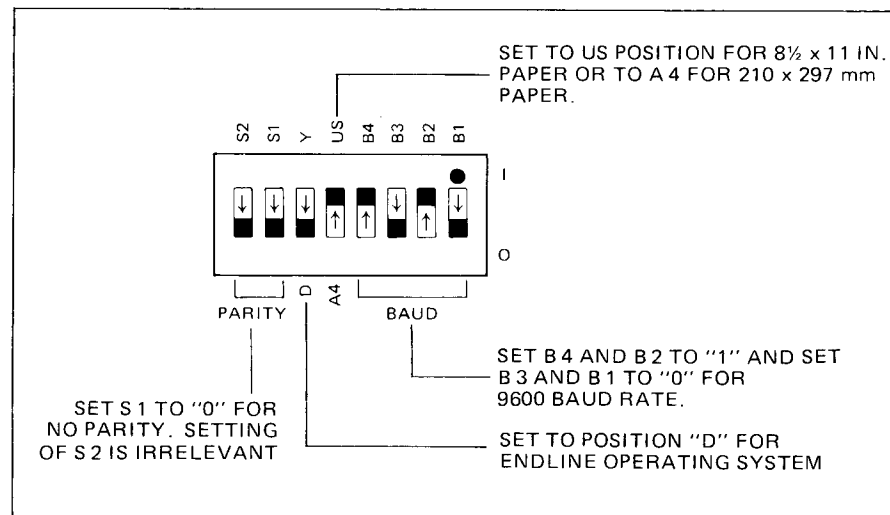 SET TO US POSITION FOR 8½ x 11 IN.
PAPER OR TO A4 FOR 210 x 297 mm
PAPER.
S2 S1 Y US B4 B3 B2 B1
I
O
D A4
PARITY BAUD
SET B4 AND B2 TO "1" AND SET
B3 AND B1 TO "0" FOR
9600 BAUD RATE.
SET S1 TO "0" FOR
NO PARITY. SETTING
OF S2 IS IRRELEVANT
SET TO POSITION "D" FOR
ENDLINE OPERATING SYSTEM